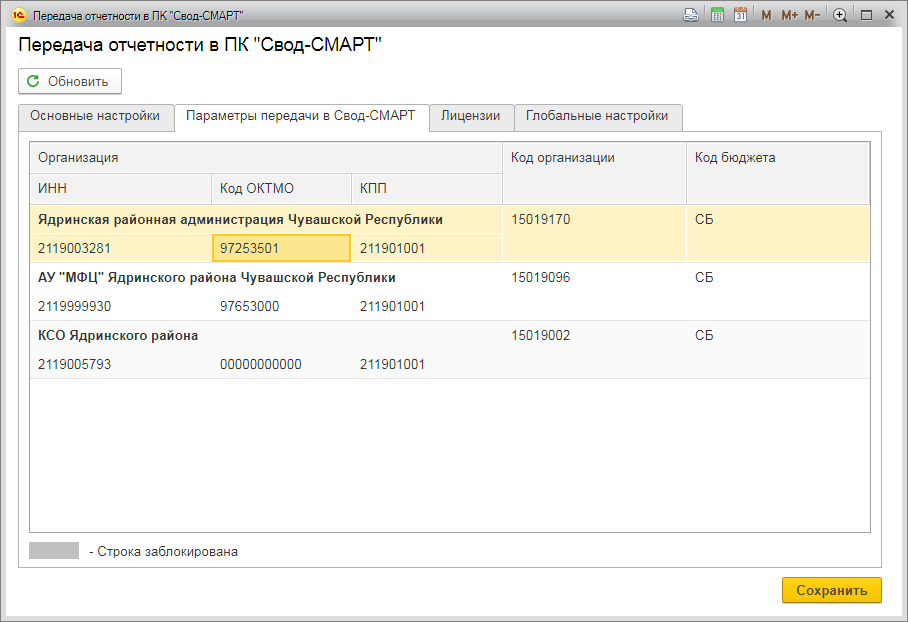 Передача отчетности в ПК "Свод-СМАРТ"
M M+ M-
Передача отчетности в ПК "Свод-СМАРТ"
Обновить
Основные настройки Параметры передачи в Свод-СМАРТ Лицензии Глобальные настройки
Организация Код организации Код бюджета
ИНН Код ОКТМО КПП
Ядринская районная администрация Чувашской Республики 15019170 СБ
2119003281 97253501 211901001
АУ "МФЦ" Ядринского района Чувашской Республики 15019096 СБ
2119999930 97653000 211901001
КСО Ядринского района 15019002 СБ
2119005793 00000000000 211901001
- Строка заблокирована
Сохранить